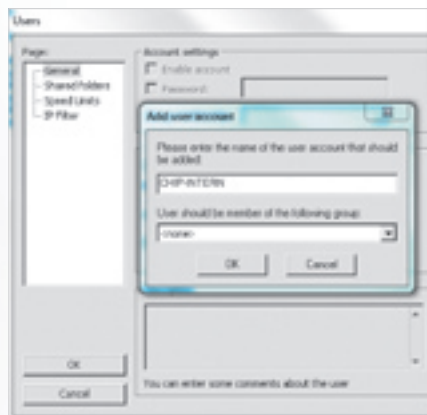 Users
Page:
General
Shared Folders
Speed Limits
IP Filter
Account settings
Enable account
Password:
Add user account
Please enter the name of the user account that should
be added:
CHIP-INTERN
User should be member of the following group:
<none>
OK
Cancel
OK
Cancel
You can enter some comments about the user